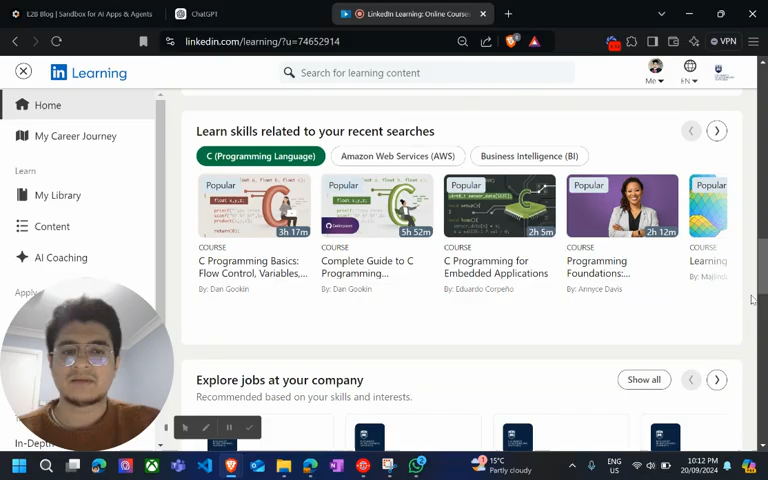 E2B Blog | Sandbox for AI Apps & Agents
ChatGPT
LinkedIn Learning: Online Course
linkedin.com/learning/?u=74652914
VPN
in Learning
Search for learning content
Me
EN
Home
My Career Journey
Learn
My Library
Content
AI Coaching
Apply
In-Depth
Learn skills related to your recent searches
C (Programming Language)
Amazon Web Services (AWS)
Business Intelligence (BI)
Popular
3h 17m
COURSE
C Programming Basics:
Flow Control, Variables,...
By: Dan Gookin
Popular
5h 52m
COURSE
Complete Guide to C
Programming...
By: Dan Gookin
Popular
2h 5m
COURSE
C Programming for
Embedded Applications
By: Eduardo Corpeño
Popular
2h 12m
COURSE
Programming
Foundations:...
By: Annyce Davis
Popular
COURSE
Learning
Explore jobs at your company
Show all
Recommended based on your skills and interests.
15°C
Partly cloudy
ENG
US
10:12 PM
20/09/2024